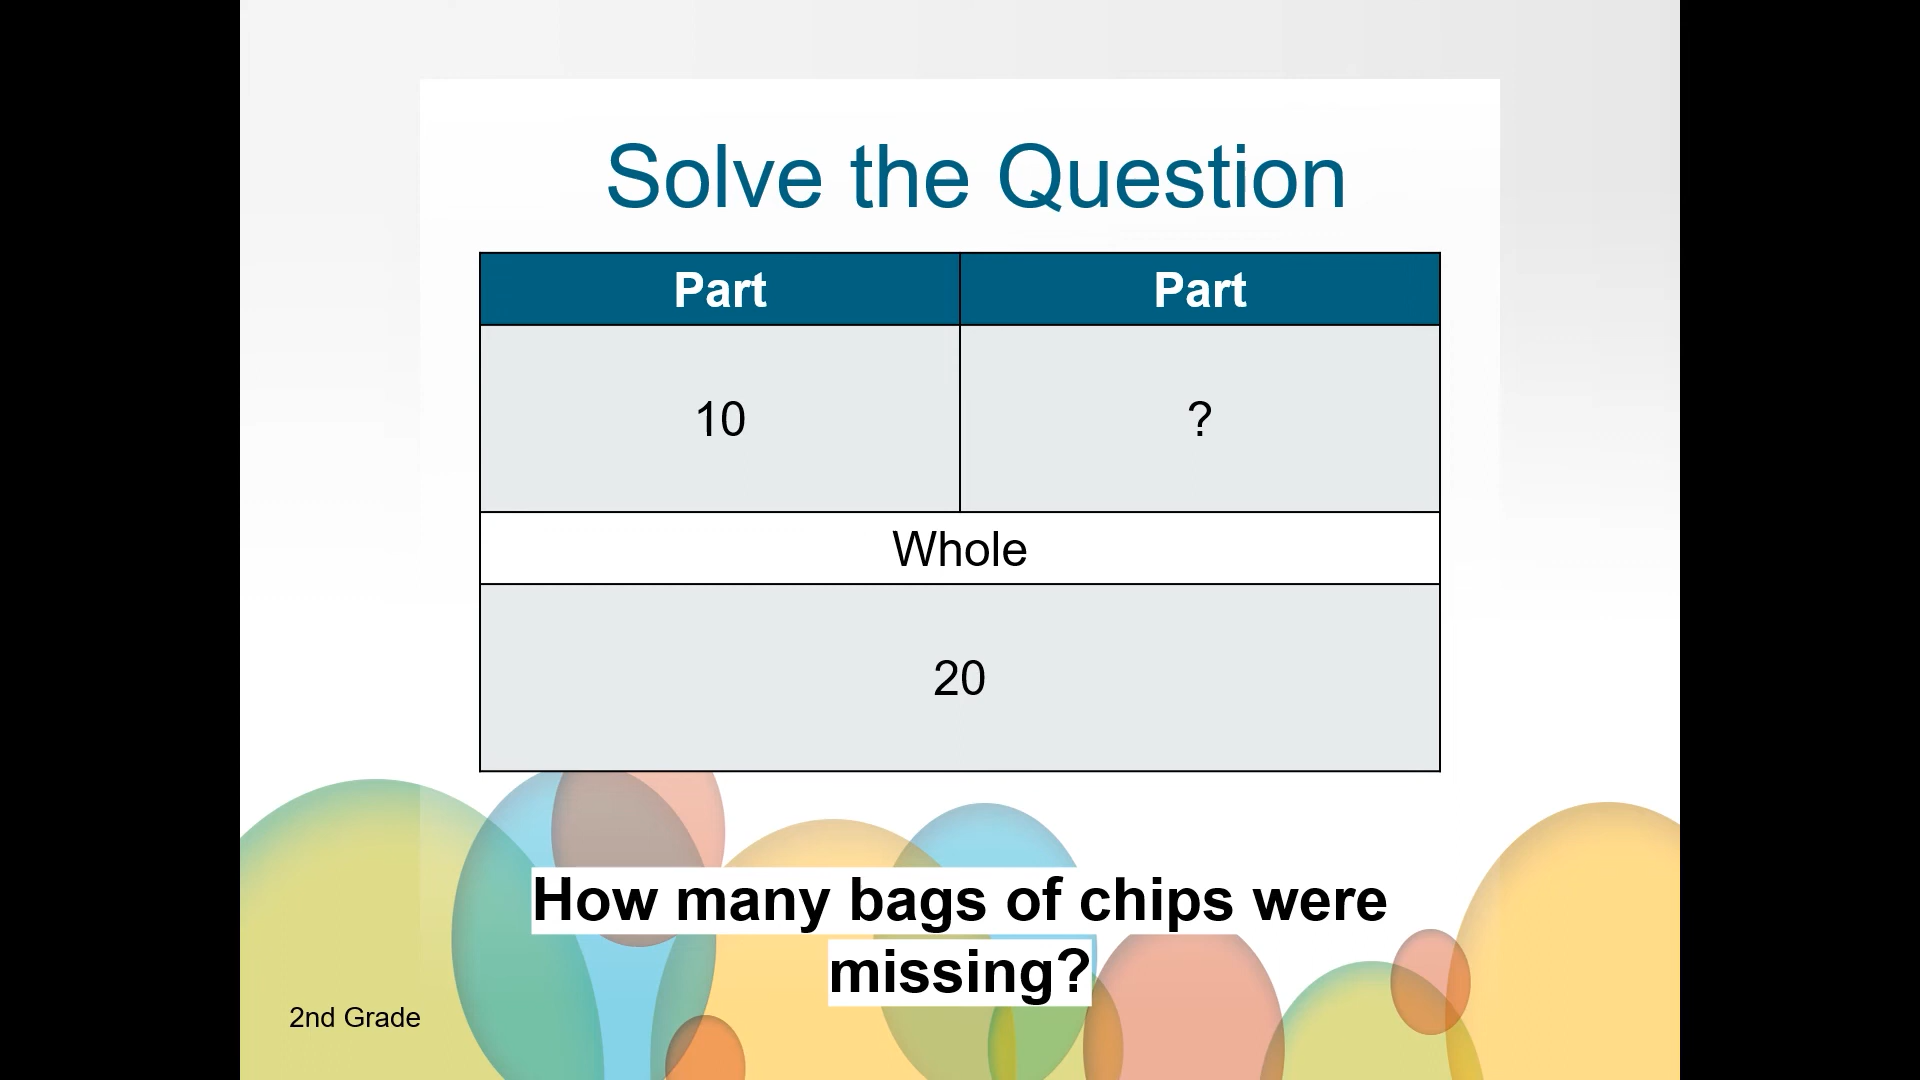 Solve the Question
Part Part
10 ?
Whole
20
How many bags of chips were
missing?
2nd Grade